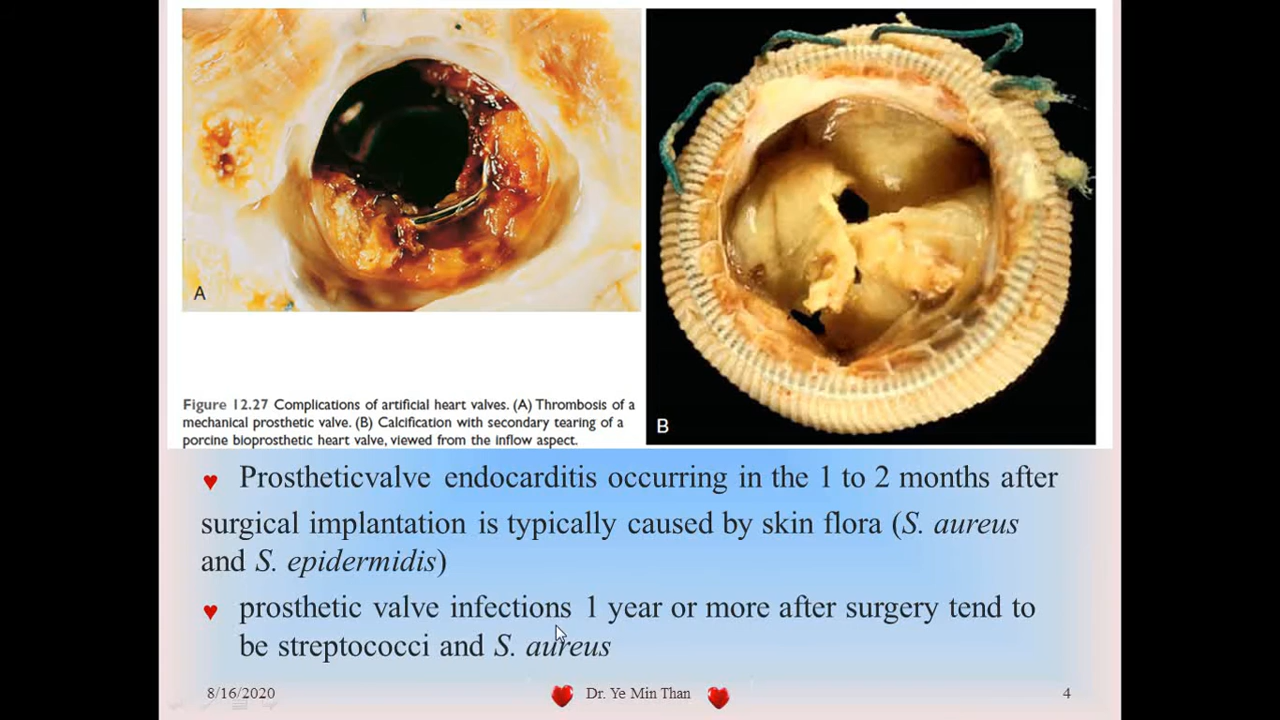 A
B
Figure 12.27 Complications of artificial heart valves. (A) Thrombosis of a
mechanical prosthetic valve. (B) Calcification with secondary tearing of a
porcine bioprosthetic heart valve, viewed from the inflow aspect.
Prostheticvalve endocarditis occurring in the 1 to 2 months after
surgical implantation is typically caused by skin flora (S. aureus
and S. epidermidis)
prosthetic valve infections 1 year or more after surgery tend to
be streptococci and S. aureus
8/16/2020
Dr. Ye Min Than
4